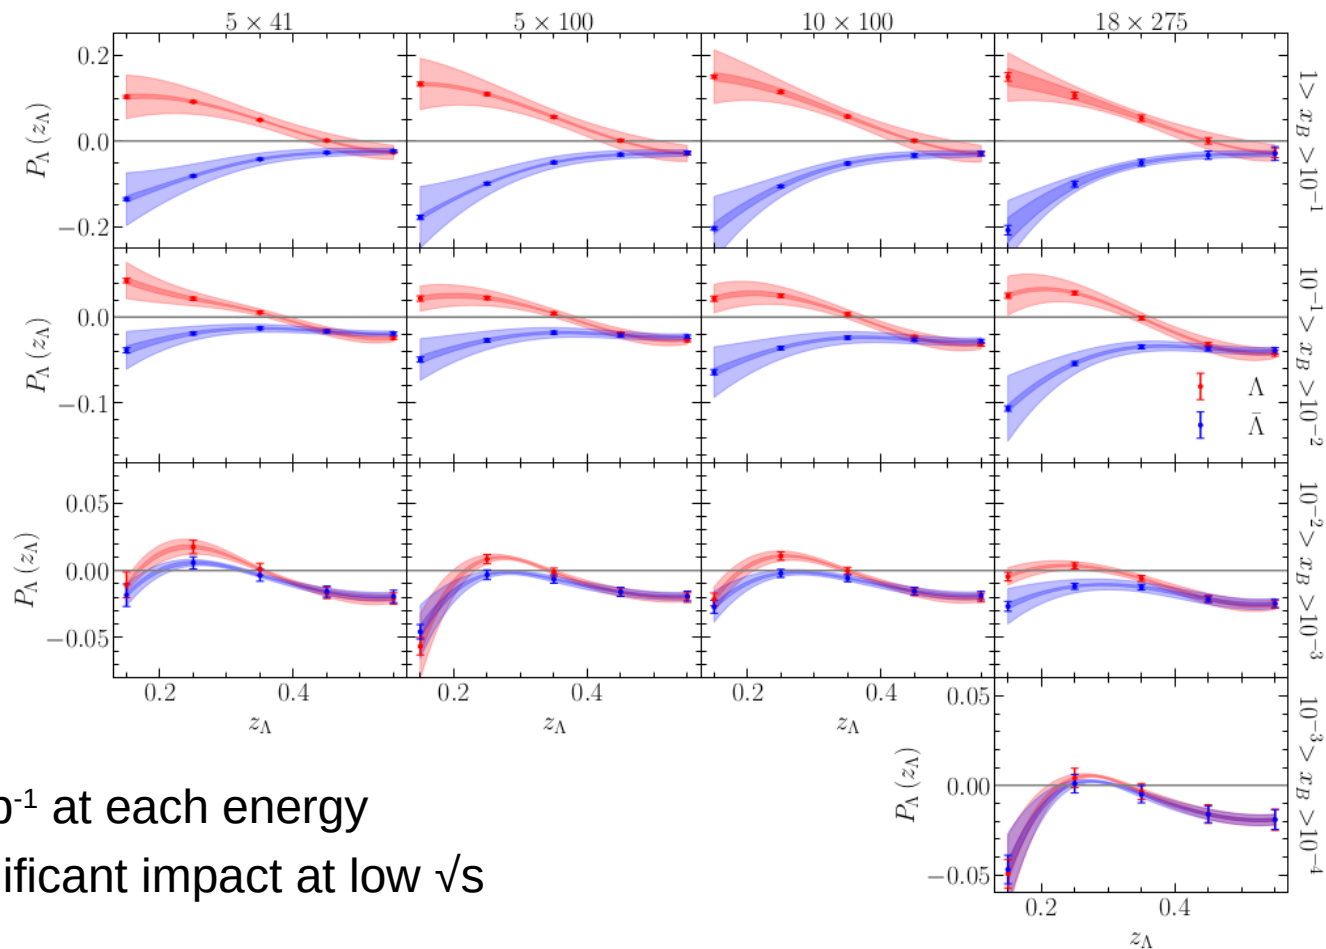 5 × 41 5 × 100 10 × 100 18 × 275
0.2
0.0
−0.2
P_Λ (z_Λ)
1> x_B >10^-1
0.0
−0.1
P_Λ (z_Λ)
Λ
Λ̄
10^-1> x_B >10^-2
0.05
0.00
−0.05
P_Λ (z_Λ)
10^-2> x_B >10^-3
0.2 0.4 0.2 0.4 0.2 0.4
z_Λ z_Λ z_Λ
0.05
0.00
−0.05
P_Λ (z_Λ)
10^-3> x_B >10^-4
0.2 0.4
z_Λ
at each energy
impact at low √s